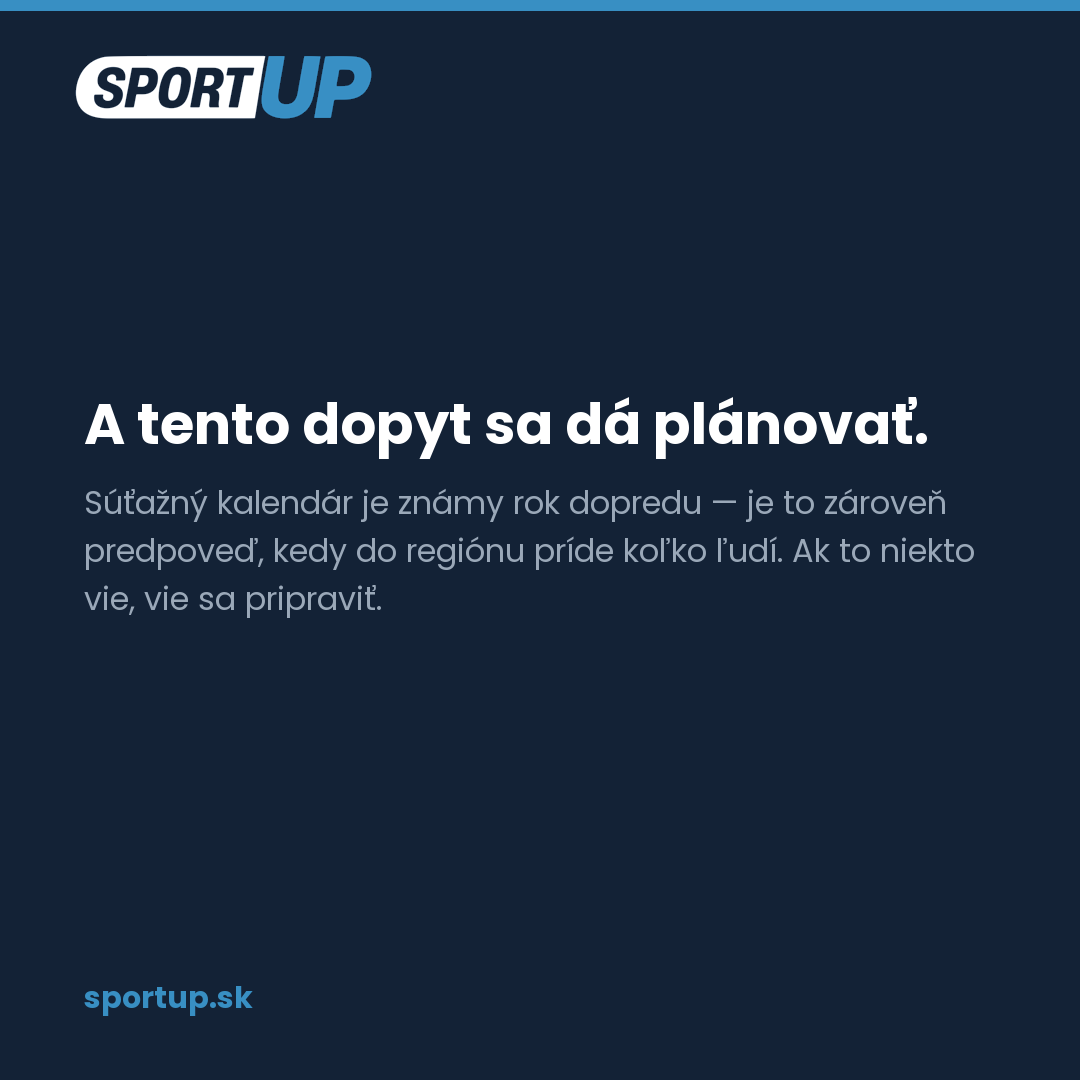 SPORTUP
A tento dopyt sa dá plánovať.
Súťažný kalendár je známy rok dopredu — je to zároveň
predpoveď, kedy do regiónu príde koľko ľudí. Ak to niekto
vie, vie sa pripraviť.
sportup.sk